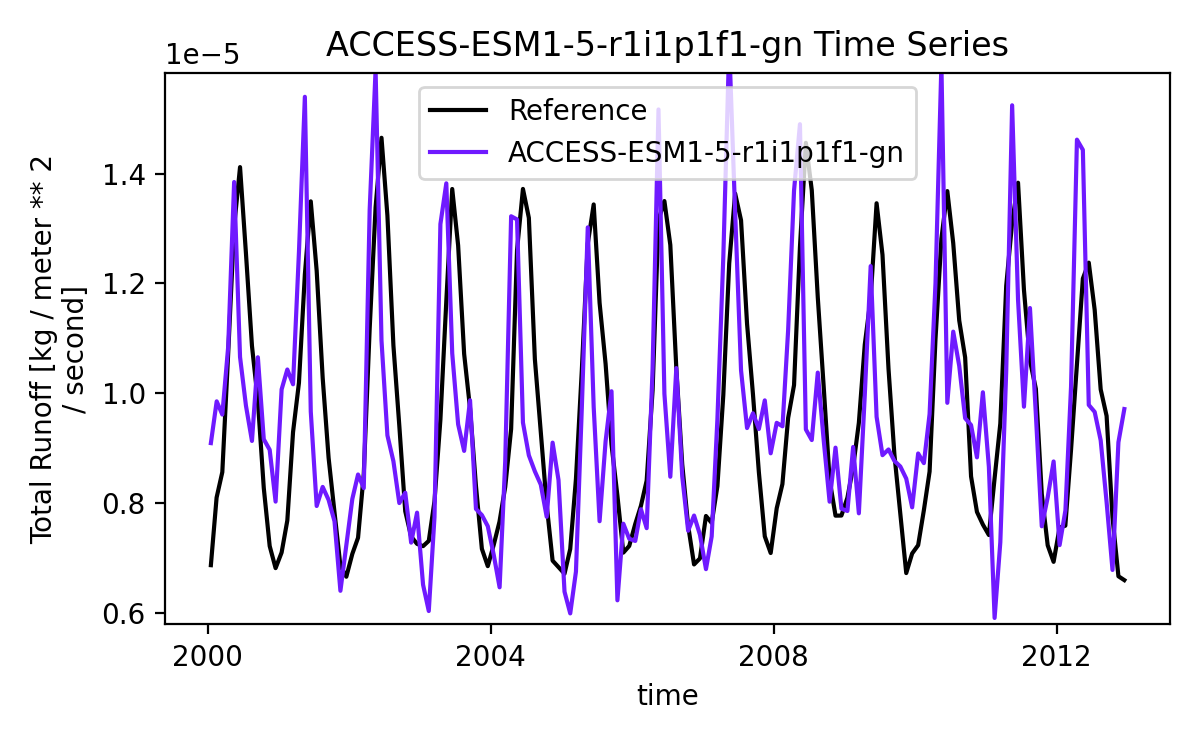 ACCESS-ESM1-5-r1i1p1f1-gn Time Series
1e−5
Reference
ACCESS-ESM1-5-r1i1p1f1-gn
Total Runoff [kg / meter ** 2
/ second]
1.4
1.2
1.0
0.8
0.6
2000
2004
2008
2012
time